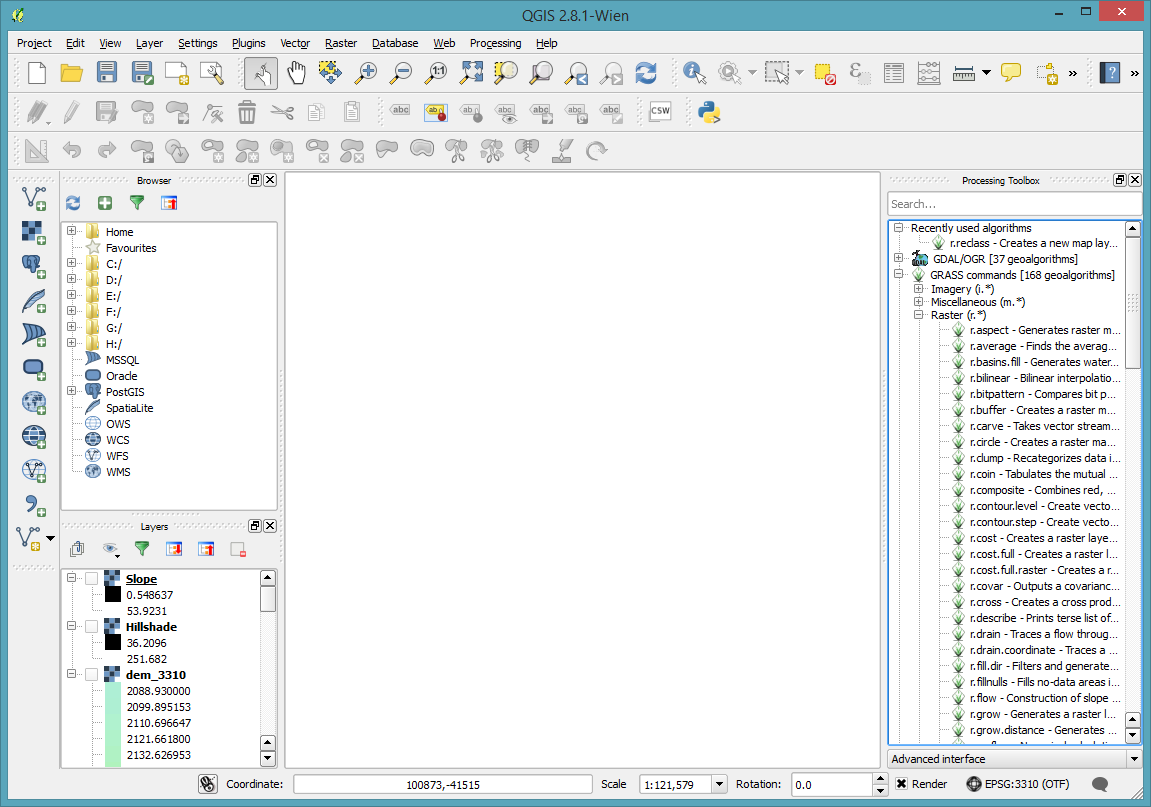 QGIS 2.8.1-Wien
Project Edit View Layer Settings Plugins Vector Raster Database Web Processing Help
1:1
ε
abc abc abc abc abc abc abc CSW
Browser
Home
Favourites
C:/
D:/
E:/
F:/
G:/
H:/
MSSQL
Oracle
PostGIS
SpatiaLite
OWS
WCS
WFS
WMS
Layers
Slope
0.548637
53.9231
Hillshade
36.2096
251.682
dem_3310
2088.930000
2099.895153
2110.696647
2121.661800
2132.626953
Processing Toolbox
Search...
Recently used algorithms
r.reclass - Creates a new map lay...
GDAL/OGR [37 geoalgorithms]
GRASS commands [168 geoalgorithms]
Imagery (i.*)
Miscellaneous (m.*)
Raster (r.*)
r.aspect - Generates raster m...
r.average - Finds the averag...
r.basins.fill - Generates water...
r.bilinear - Bilinear interpolatio...
r.bitpattern - Compares bit p...
r.buffer - Creates a raster m...
r.carve - Takes vector stream...
r.circle - Creates a raster ma...
r.clump - Recategorizes data i...
r.coin - Tabulates the mutual ...
r.composite - Combines red, ...
r.contour.level - Create vecto...
r.contour.step - Create vecto...
r.cost - Creates a raster laye...
r.cost.full - Creates a raster l...
r.cost.full.raster - Creates a r...
r.covar - Outputs a covarianc...
r.cross - Creates a cross prod...
r.describe - Prints terse list of...
r.drain - Traces a flow throug...
r.drain.coordinate - Traces a ...
r.fill.dir - Filters and generate...
r.fillnulls - Fills no-data areas i...
r.flow - Construction of slope ...
r.grow - Generates a raster l...
r.grow.distance - Generates ...
Advanced interface
Coordinate: 100873,-41515 Scale 1:121,579 Rotation: 0.0 Render EPSG:3310 (OTF)